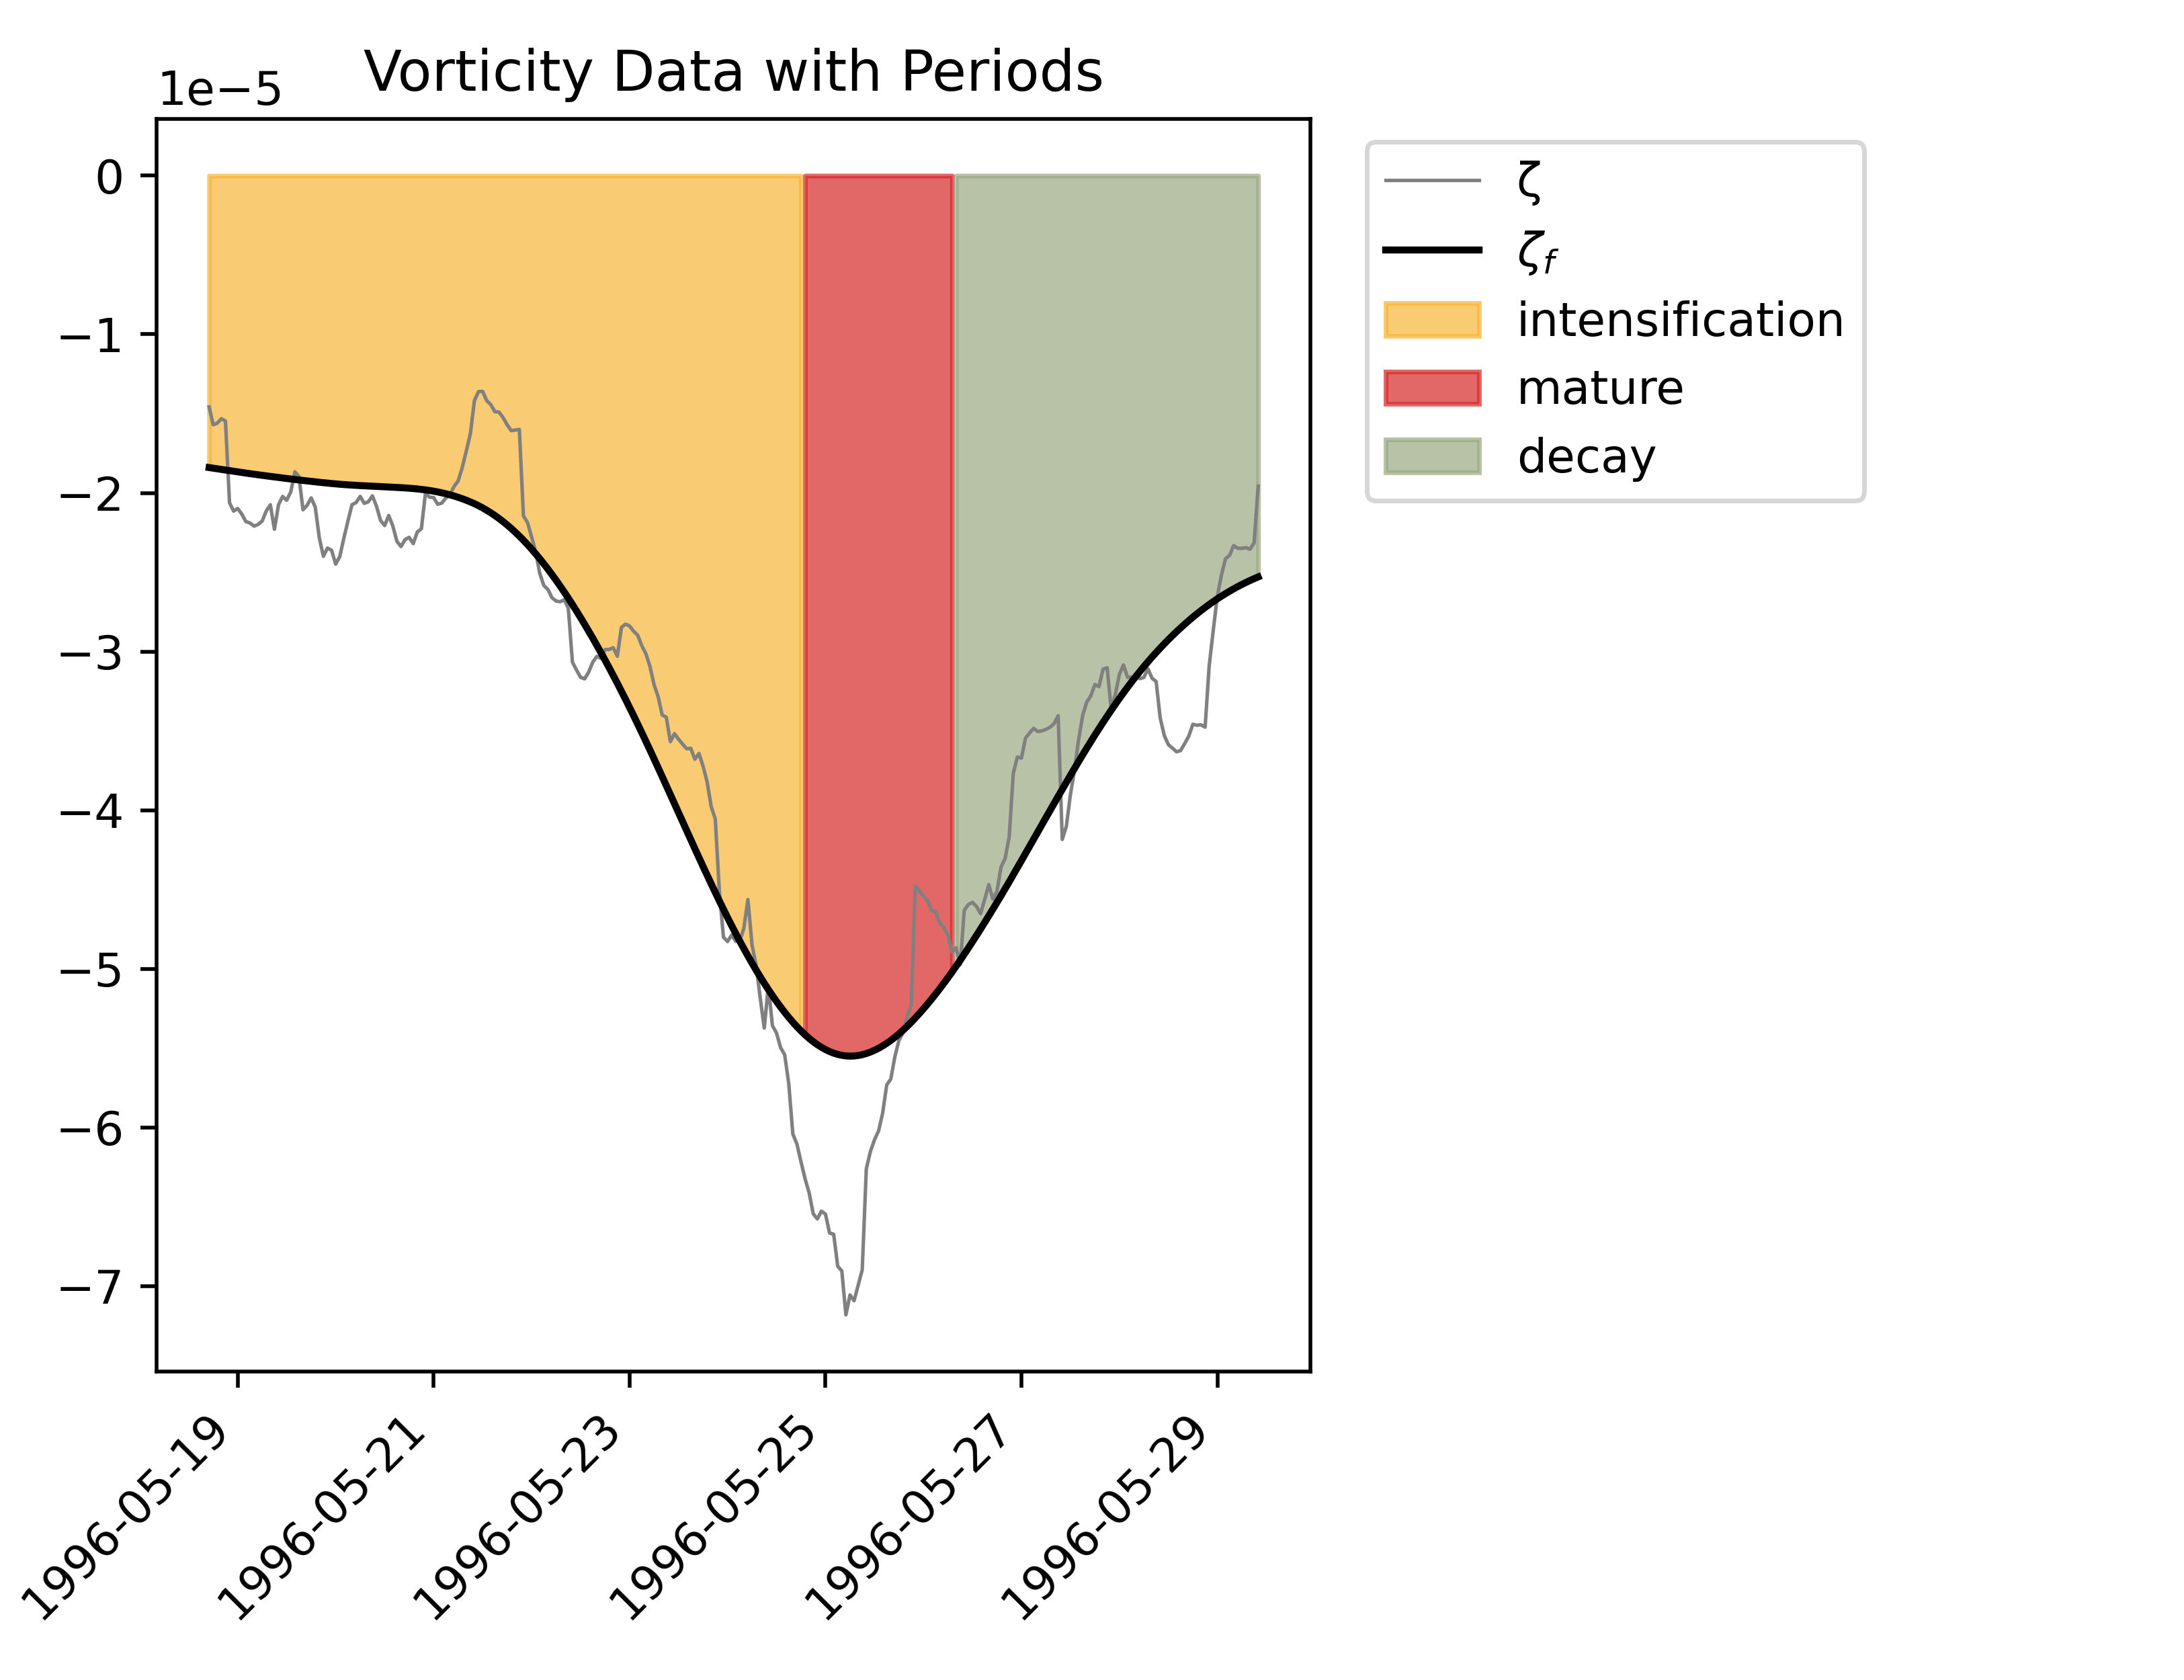 Vorticity Data with Periods
1e−5
0
−1
−2
−3
−4
−5
−6
−7
1996-05-19
1996-05-21
1996-05-23
1996-05-25
1996-05-27
1996-05-29
ζ
ζf
intensification
mature
decay